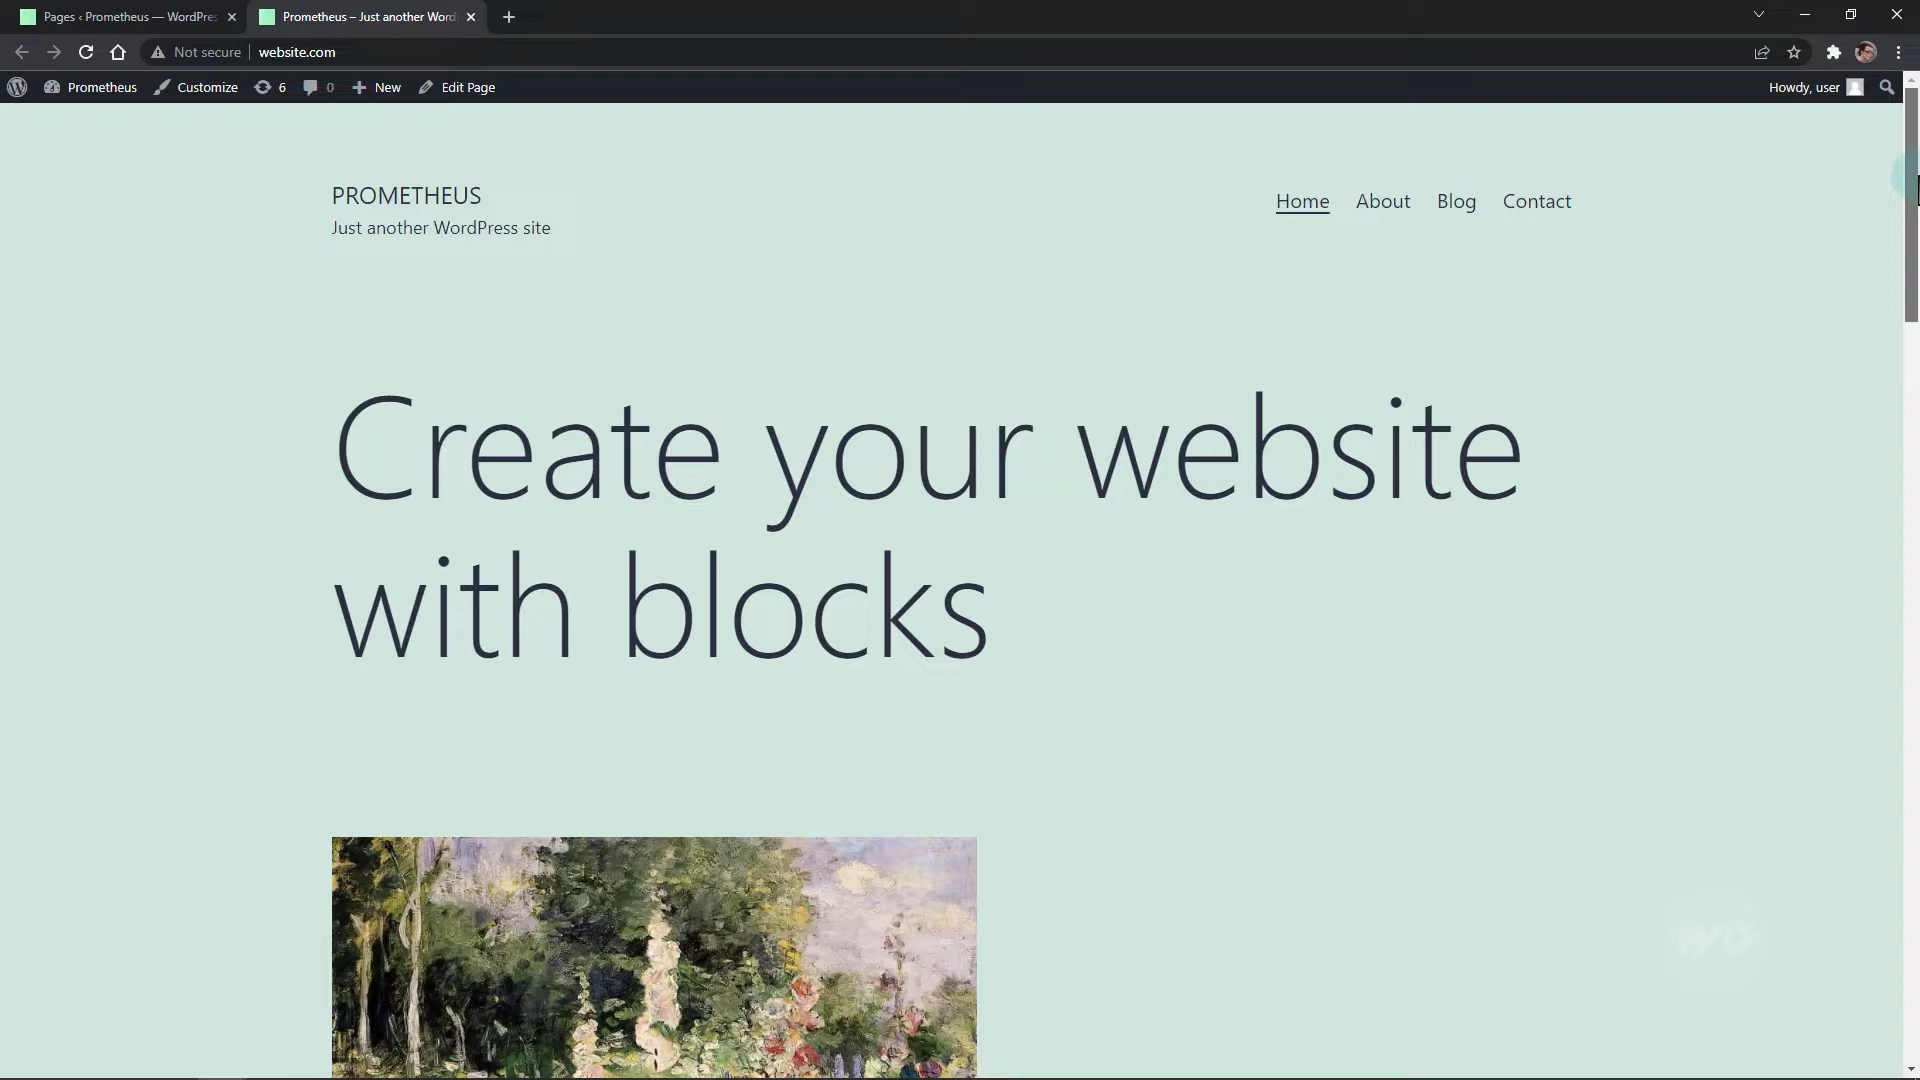 Pages ‹ Prometheus — WordPres
Prometheus – Just another Word
Not secure
website.com
Prometheus
Customize
6
0
New
Edit Page
Howdy, user
PROMETHEUS
Just another WordPress site
Home
About
Blog
Contact
Create your website
with blocks